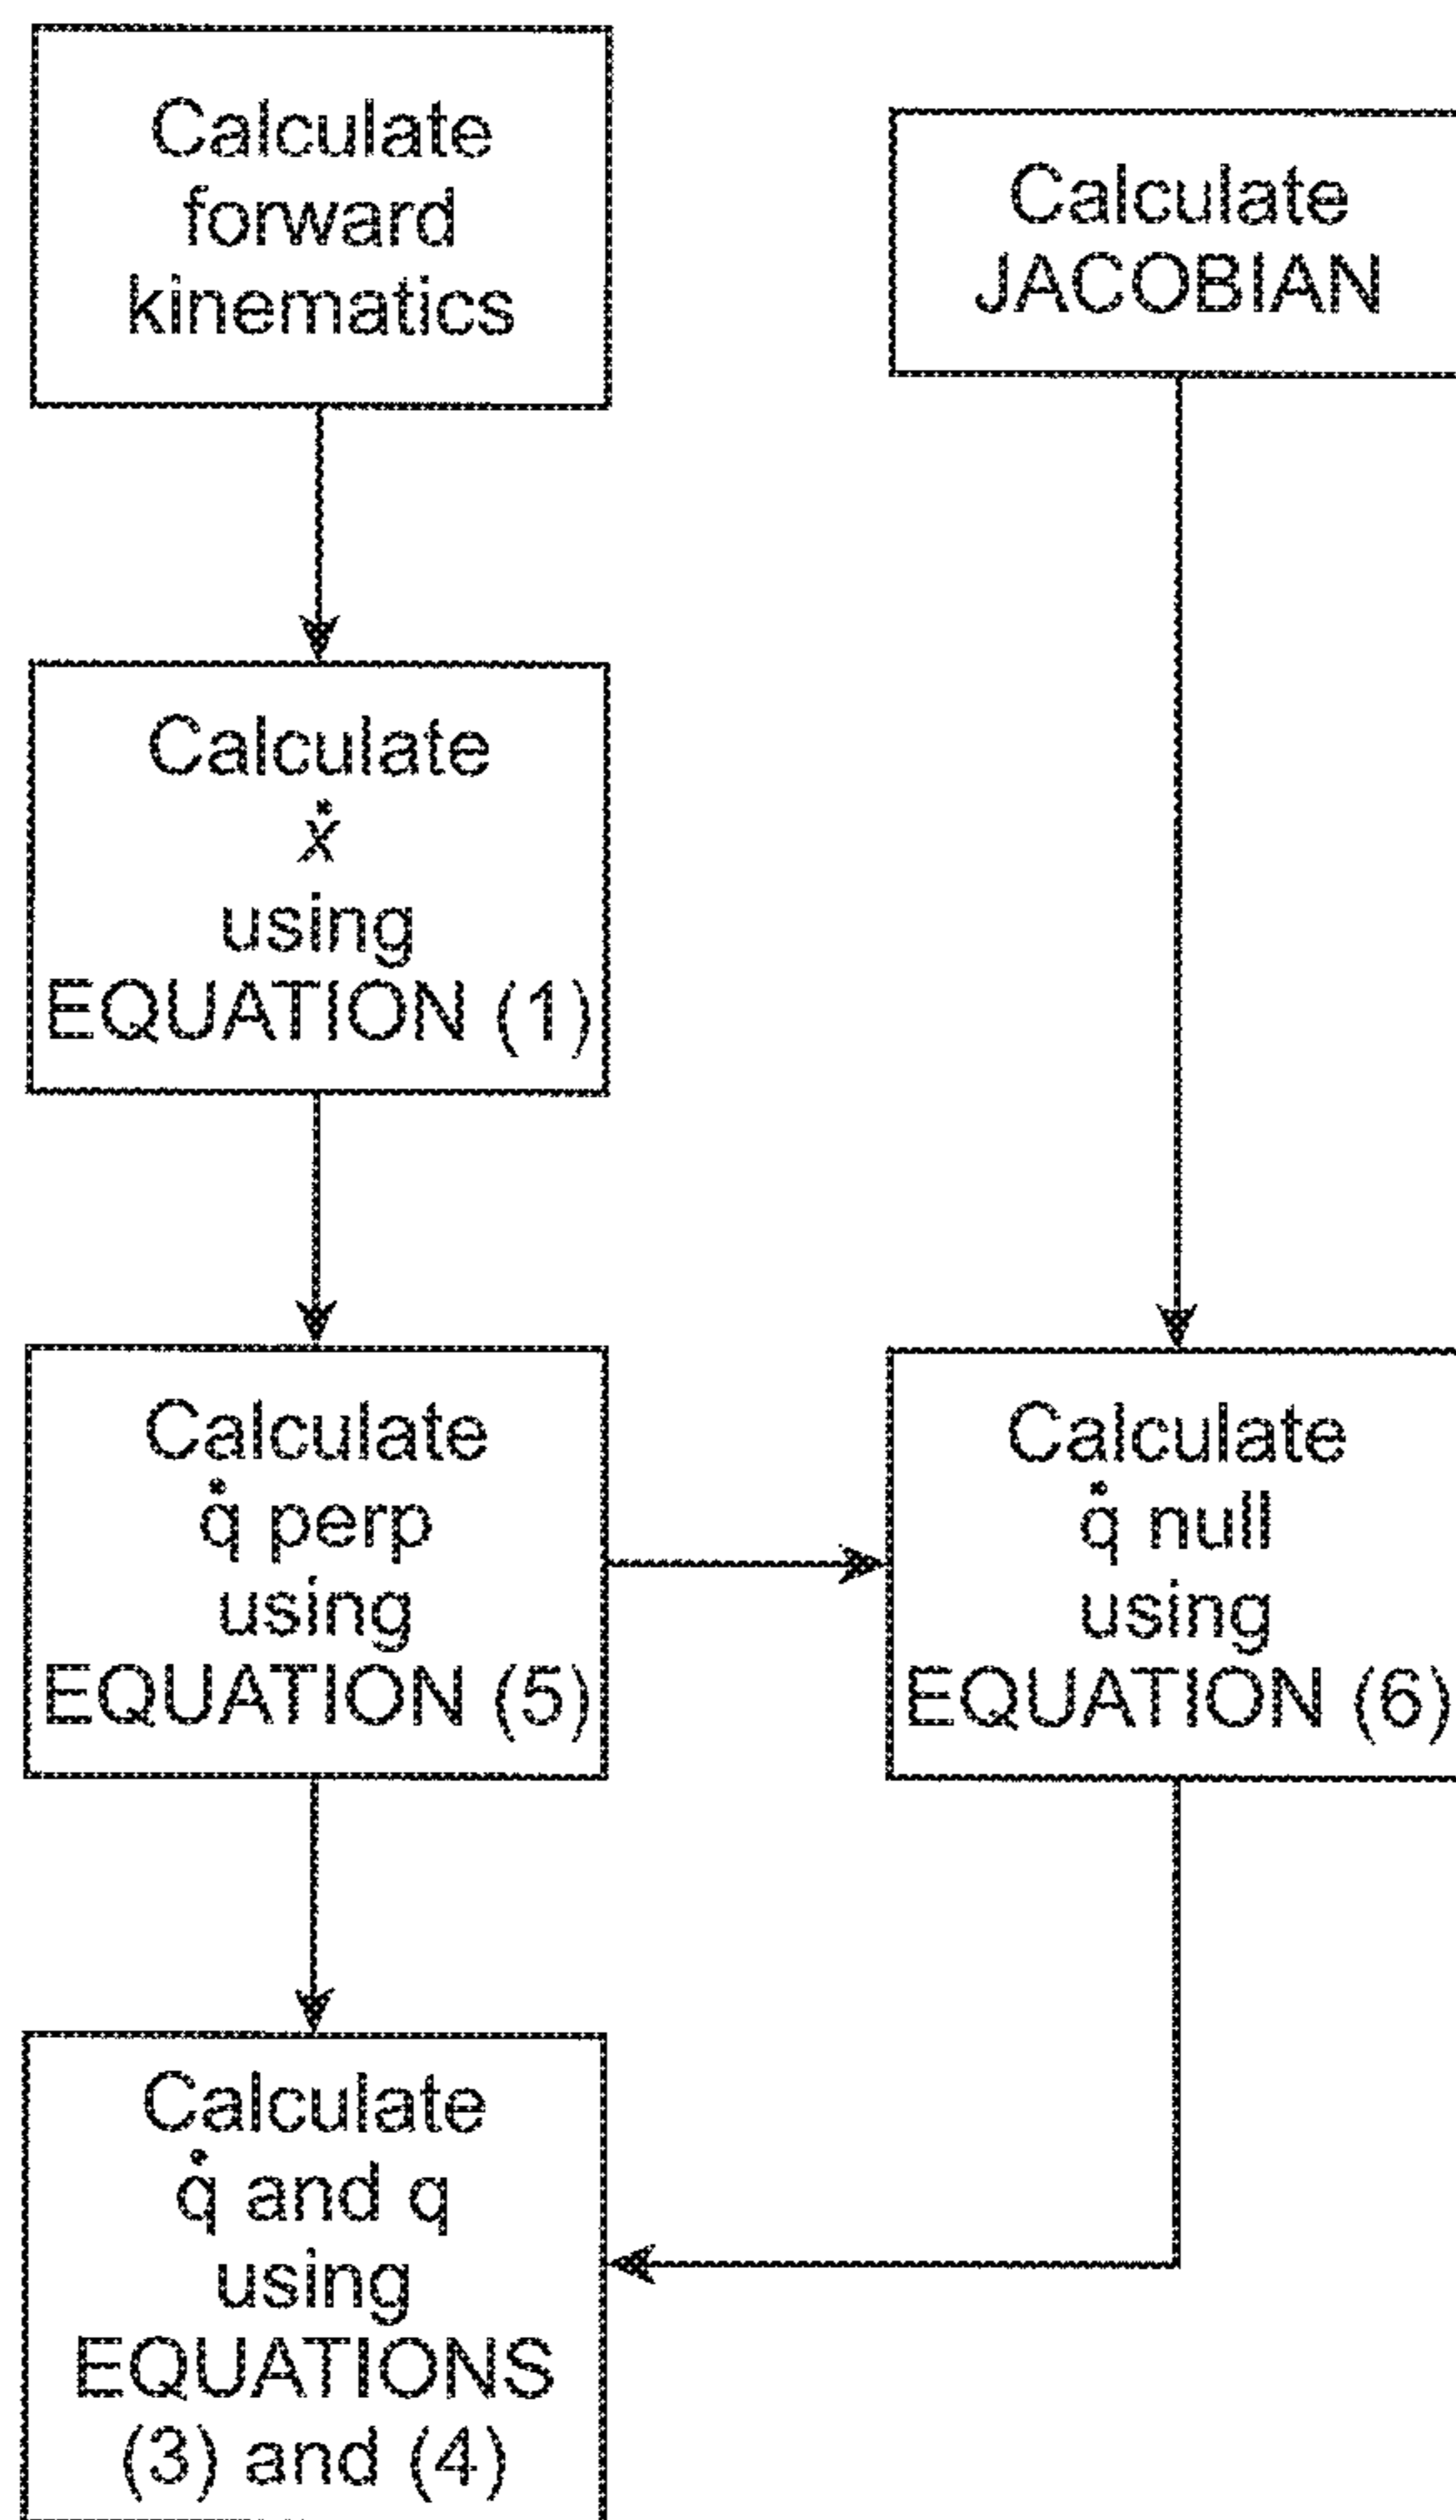 Calculate
forward
kinematics
Calculate
JACOBIAN
Calculate
ẋ
using
EQUATION (1)
Calculate
q̇ perp
using
EQUATION (5)
Calculate
q̇ null
using
EQUATION (6)
Calculate
q̇ and q
using
EQUATIONS
(3) and (4)